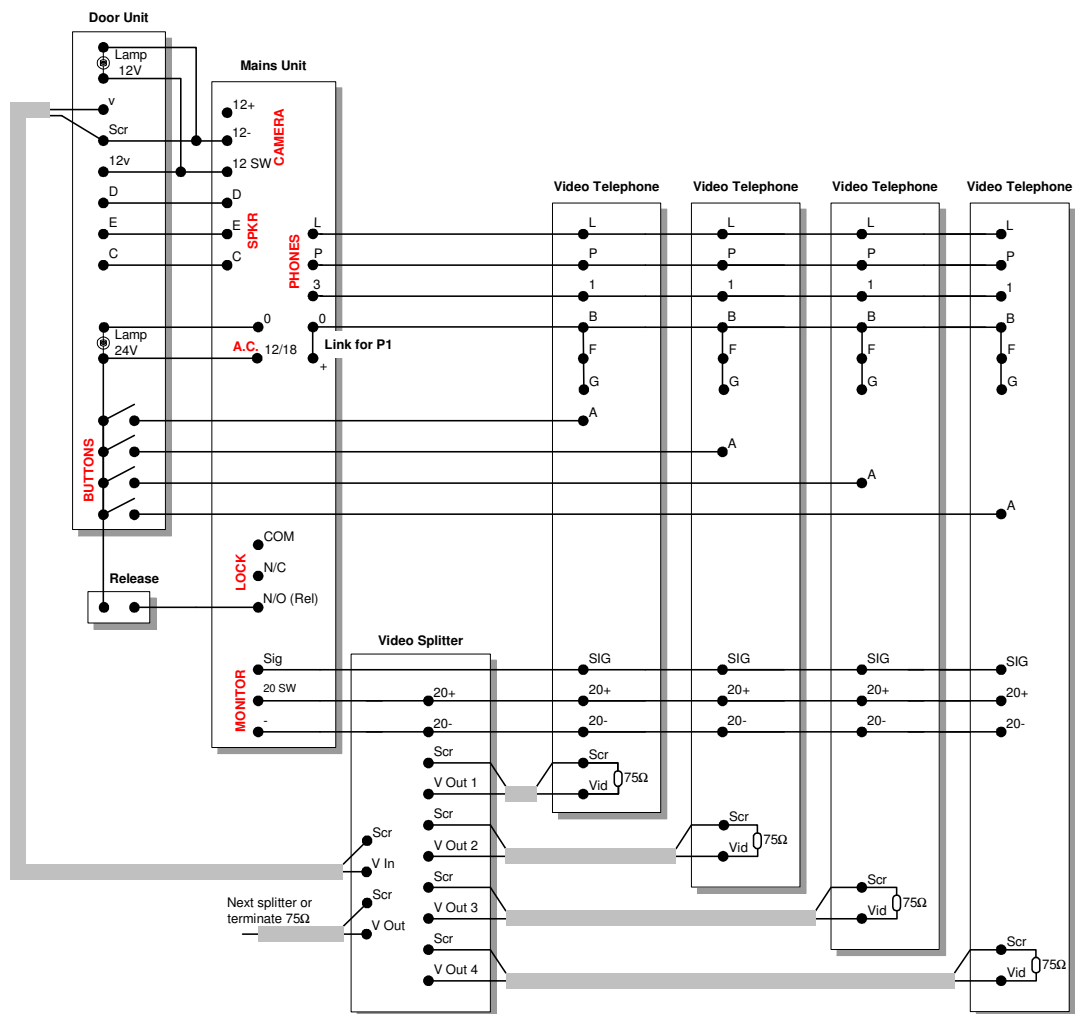 Door Unit
Lamp
12V
v
Scr
12v
D
E
C
Lamp
24V
BUTTONS
Release
Mains Unit
12+
12-
12 SW
CAMERA
D
E
C
SPKR
L
P
3
PHONES
0
A.C.
12/18
0
Link for P1
+
COM
N/C
N/O (Rel)
LOCK
Sig
20 SW
-
MONITOR
Video Splitter
20+
20-
Scr
V Out 1
Scr
V Out 2
Scr
V Out 3
Scr
V Out 4
Scr
V In
Scr
V Out
Next splitter or
terminate 75Ω
Video Telephone
L
P
1
B
F
G
A
SIG
20+
20-
Scr
Vid
75Ω
Video Telephone
L
P
1
B
F
G
A
SIG
20+
20-
Scr
Vid
75Ω
Video Telephone
L
P
1
B
F
G
A
SIG
20+
20-
Scr
Vid
75Ω
Video Telephone
L
P
1
B
F
G
A
SIG
20+
20-
Scr
Vid
75Ω